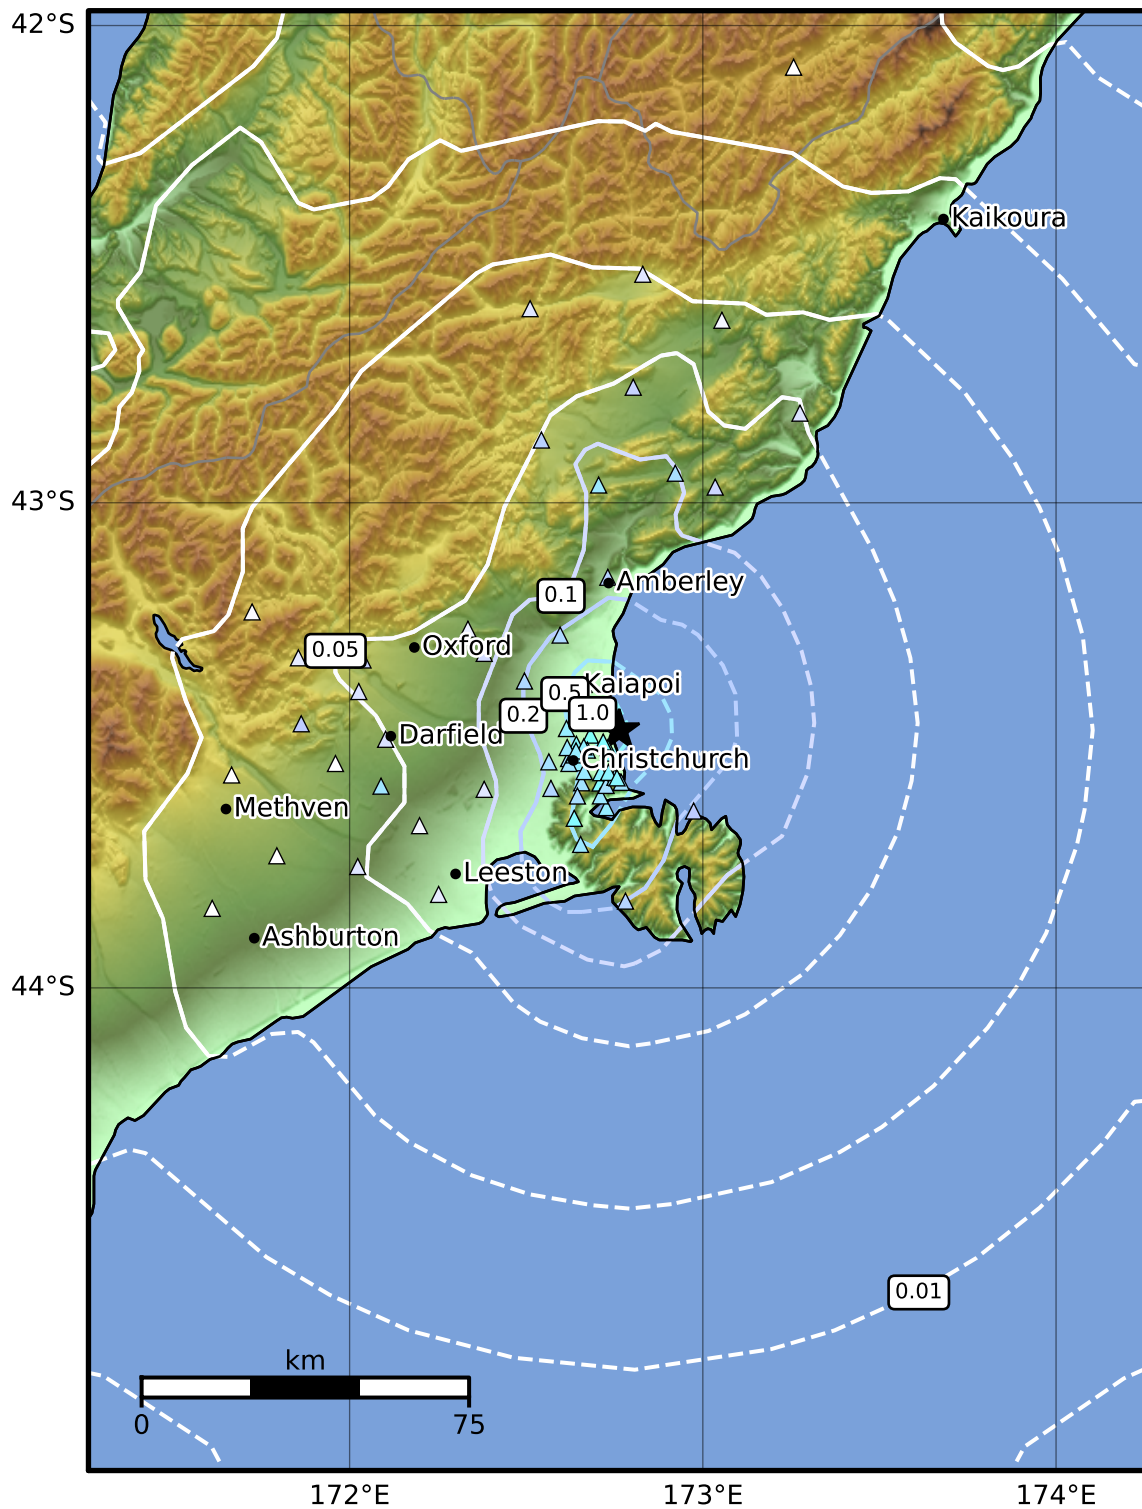 42°S
Kaikoura
43°S
Amberley
0.1
Oxford
0.05
Kaiapoi
0.5
0.2
1.0
Darfield
Christchurch
Methven
Leeston
Ashburton
44°S
0.01
km
0
75
172°E
173°E
174°E